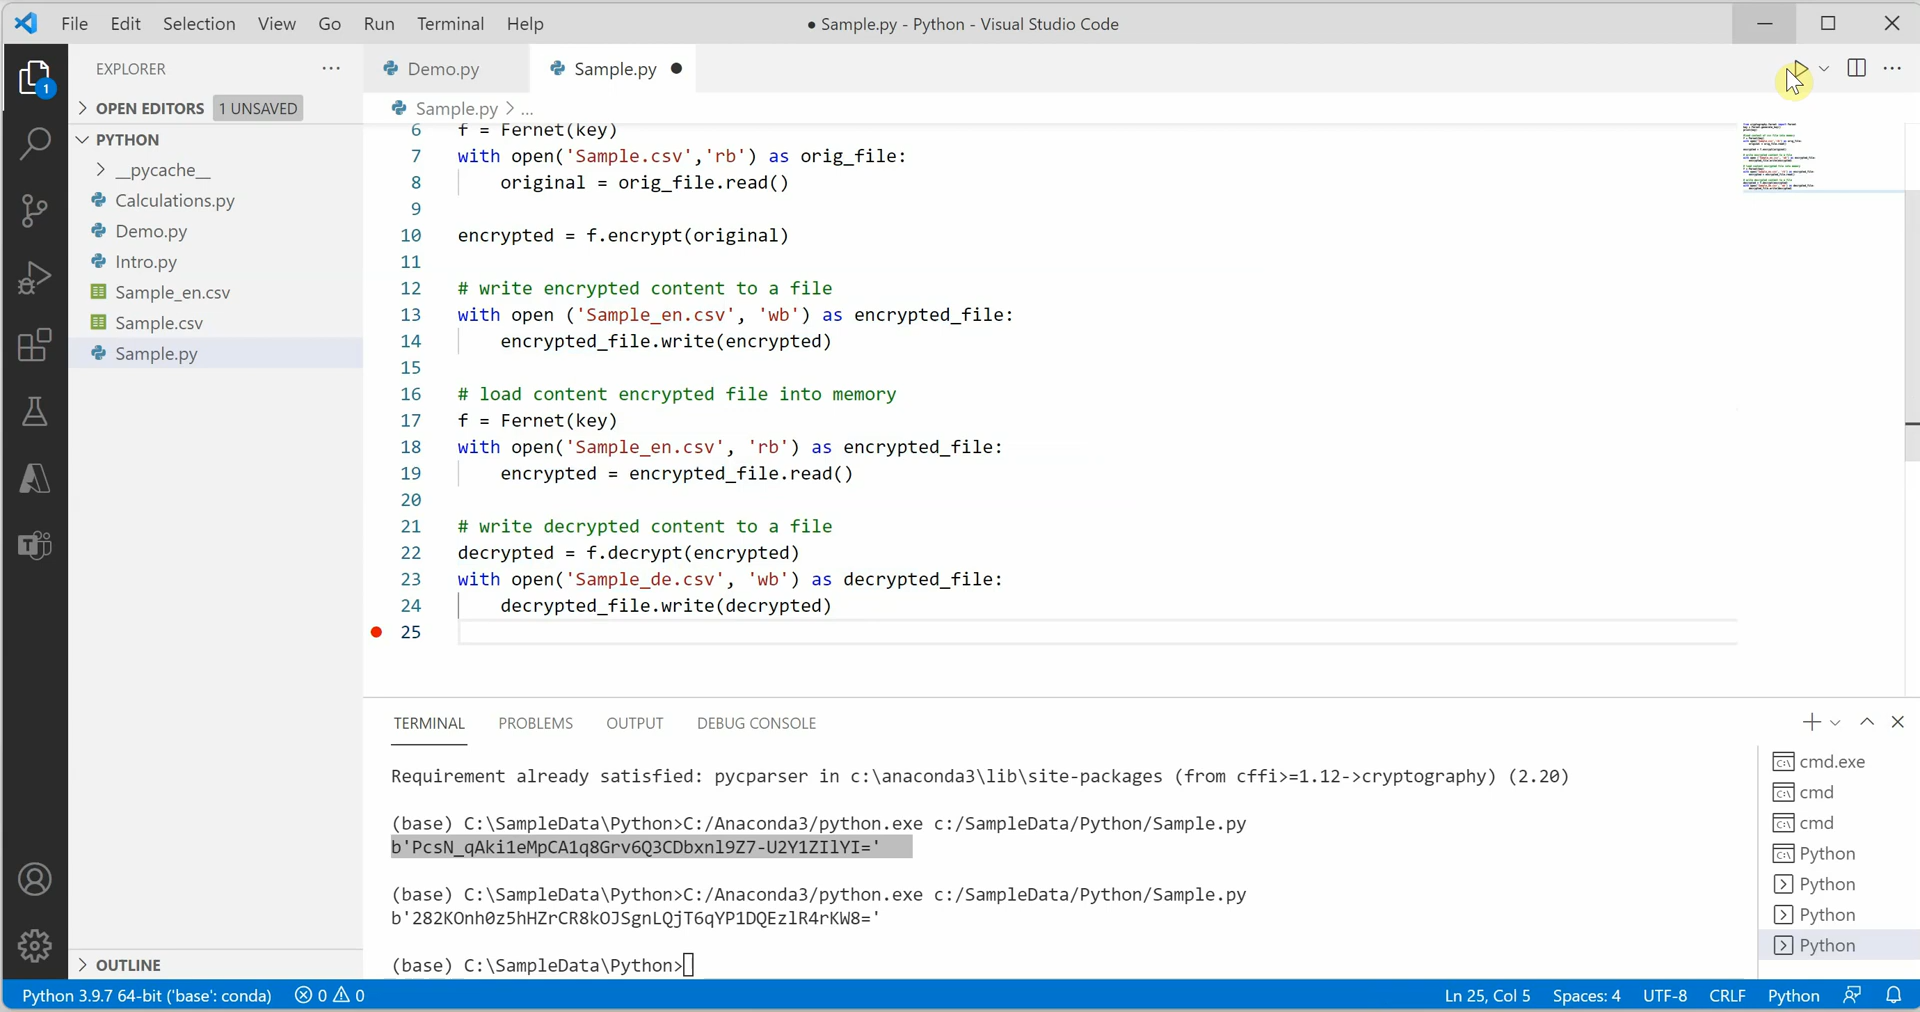 File Edit Selection View Go Run Terminal Help
● Sample.py - Python - Visual Studio Code
EXPLORER
Demo.py
Sample.py
OPEN EDITORS 1 UNSAVED
Sample.py > ...
PYTHON
__pycache__
Calculations.py
Demo.py
Intro.py
Sample_en.csv
Sample.csv
Sample.py
OUTLINE
1
6 f = Fernet(key)
7 with open('Sample.csv','rb') as orig_file:
8 original = orig_file.read()
9
10 encrypted = f.encrypt(original)
11
12 # write encrypted content to a file
13 with open ('Sample_en.csv', 'wb') as encrypted_file:
14 encrypted_file.write(encrypted)
15
16 # load content encrypted file into memory
17 f = Fernet(key)
18 with open('Sample_en.csv', 'rb') as encrypted_file:
19 encrypted = encrypted_file.read()
20
21 # write decrypted content to a file
22 decrypted = f.decrypt(encrypted)
23 with open('Sample_de.csv', 'wb') as decrypted_file:
24 decrypted_file.write(decrypted)
25
TERMINAL PROBLEMS OUTPUT DEBUG CONSOLE
Requirement already satisfied: pycparser in c:\anaconda3\lib\site-packages (from cffi>=1.12->cryptography) (2.20)
(base) C:\SampleData\Python>C:/Anaconda3/python.exe c:/SampleData/Python/Sample.py
b'PcsN_qAki1eMpCA1q8Grv6Q3CDbxnl9Z7-U2Y1ZIlYI='
(base) C:\SampleData\Python>C:/Anaconda3/python.exe c:/SampleData/Python/Sample.py
b'282KOnh0z5hHZrCR8kOJSgnLQjT6qYP1DQEzlR4rKW8='
(base) C:\SampleData\Python>
cmd.exe
cmd
cmd
Python
Python
Python
Python
Python 3.9.7 64-bit ('base': conda) 0 0
Ln 25, Col 5 Spaces: 4 UTF-8 CRLF Python